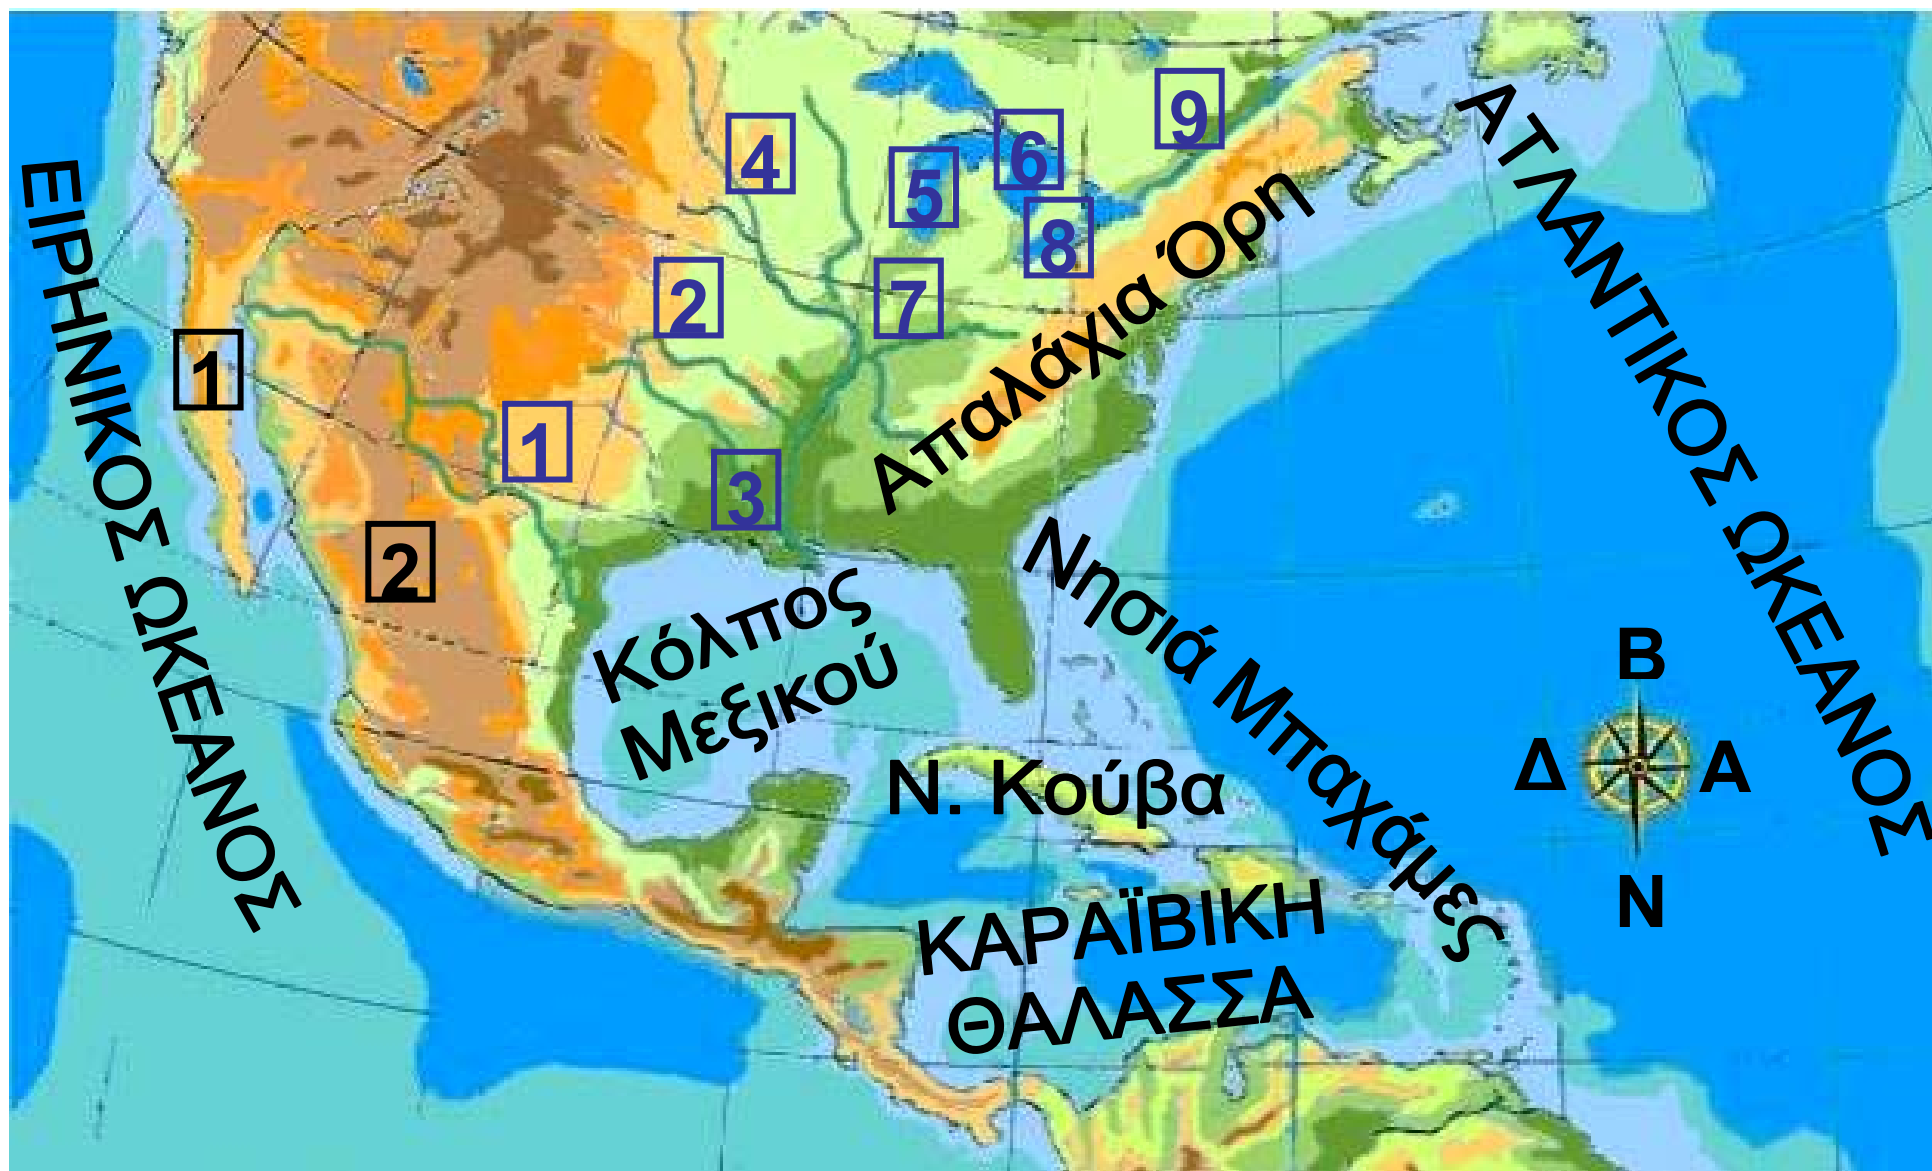 9
4
6
5
8
2
7
1
1
3
2
ΕΙΡΗΝΙΚΟΣ ΩΚΕΑΝΟΣ
ΑΤΛΑΝΤΙΚΟΣ ΩΚΕΑΝΟΣ
Απαλάχια Όρη
Κόλπος
Μεξικού
Νησιά Μπαχάμες
Ν. Κούβα
ΚΑΡΑΪΒΙΚΗ
ΘΑΛΑΣΣΑ
Β
Δ Α
Ν